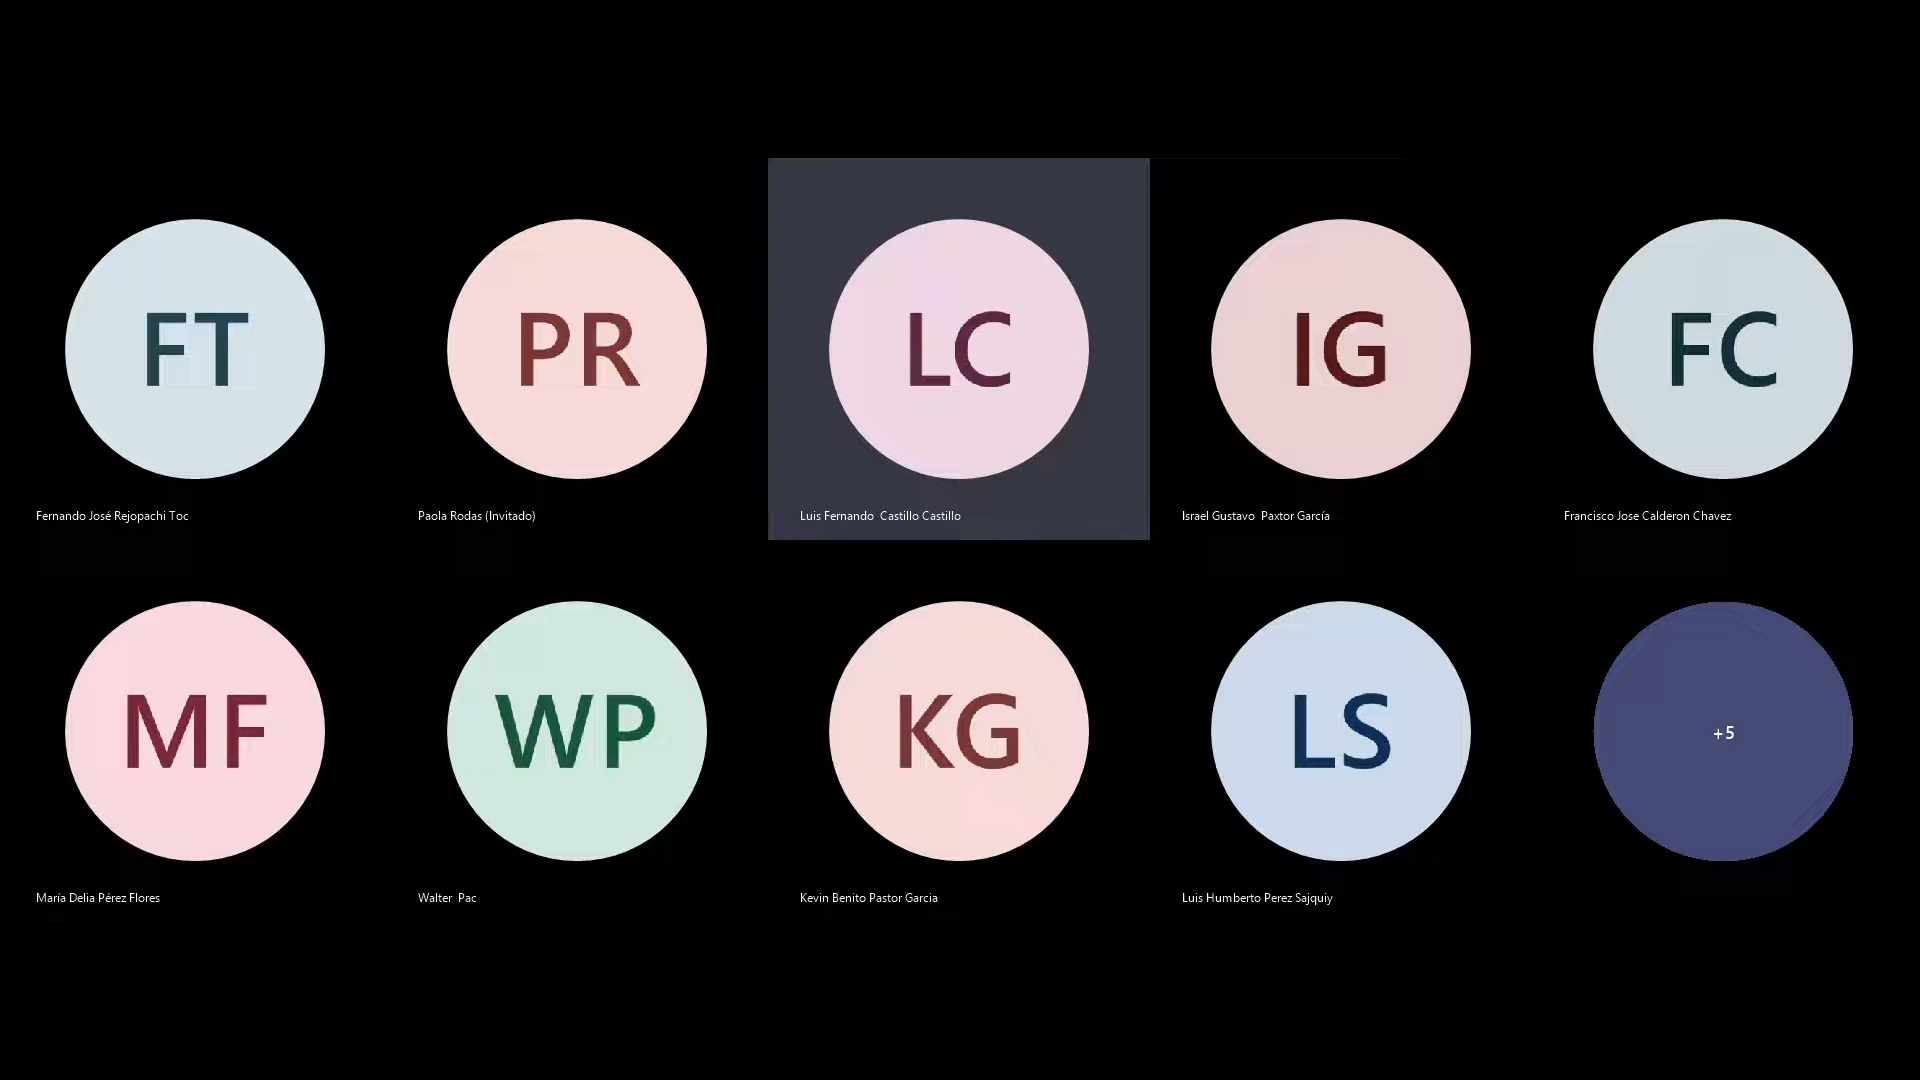 FT
PR
LC
IG
FC
Fernando José Rejopachi Toc
Paola Rodas (Invitado)
Luis Fernando  Castillo Castillo
Israel Gustavo  Paxtor García
Francisco Jose Calderon Chavez
MF
WP
KG
LS
+5
María Delia Pérez Flores
Walter  Pac
Kevin Benito Pastor Garcia
Luis Humberto Perez Sajquiy